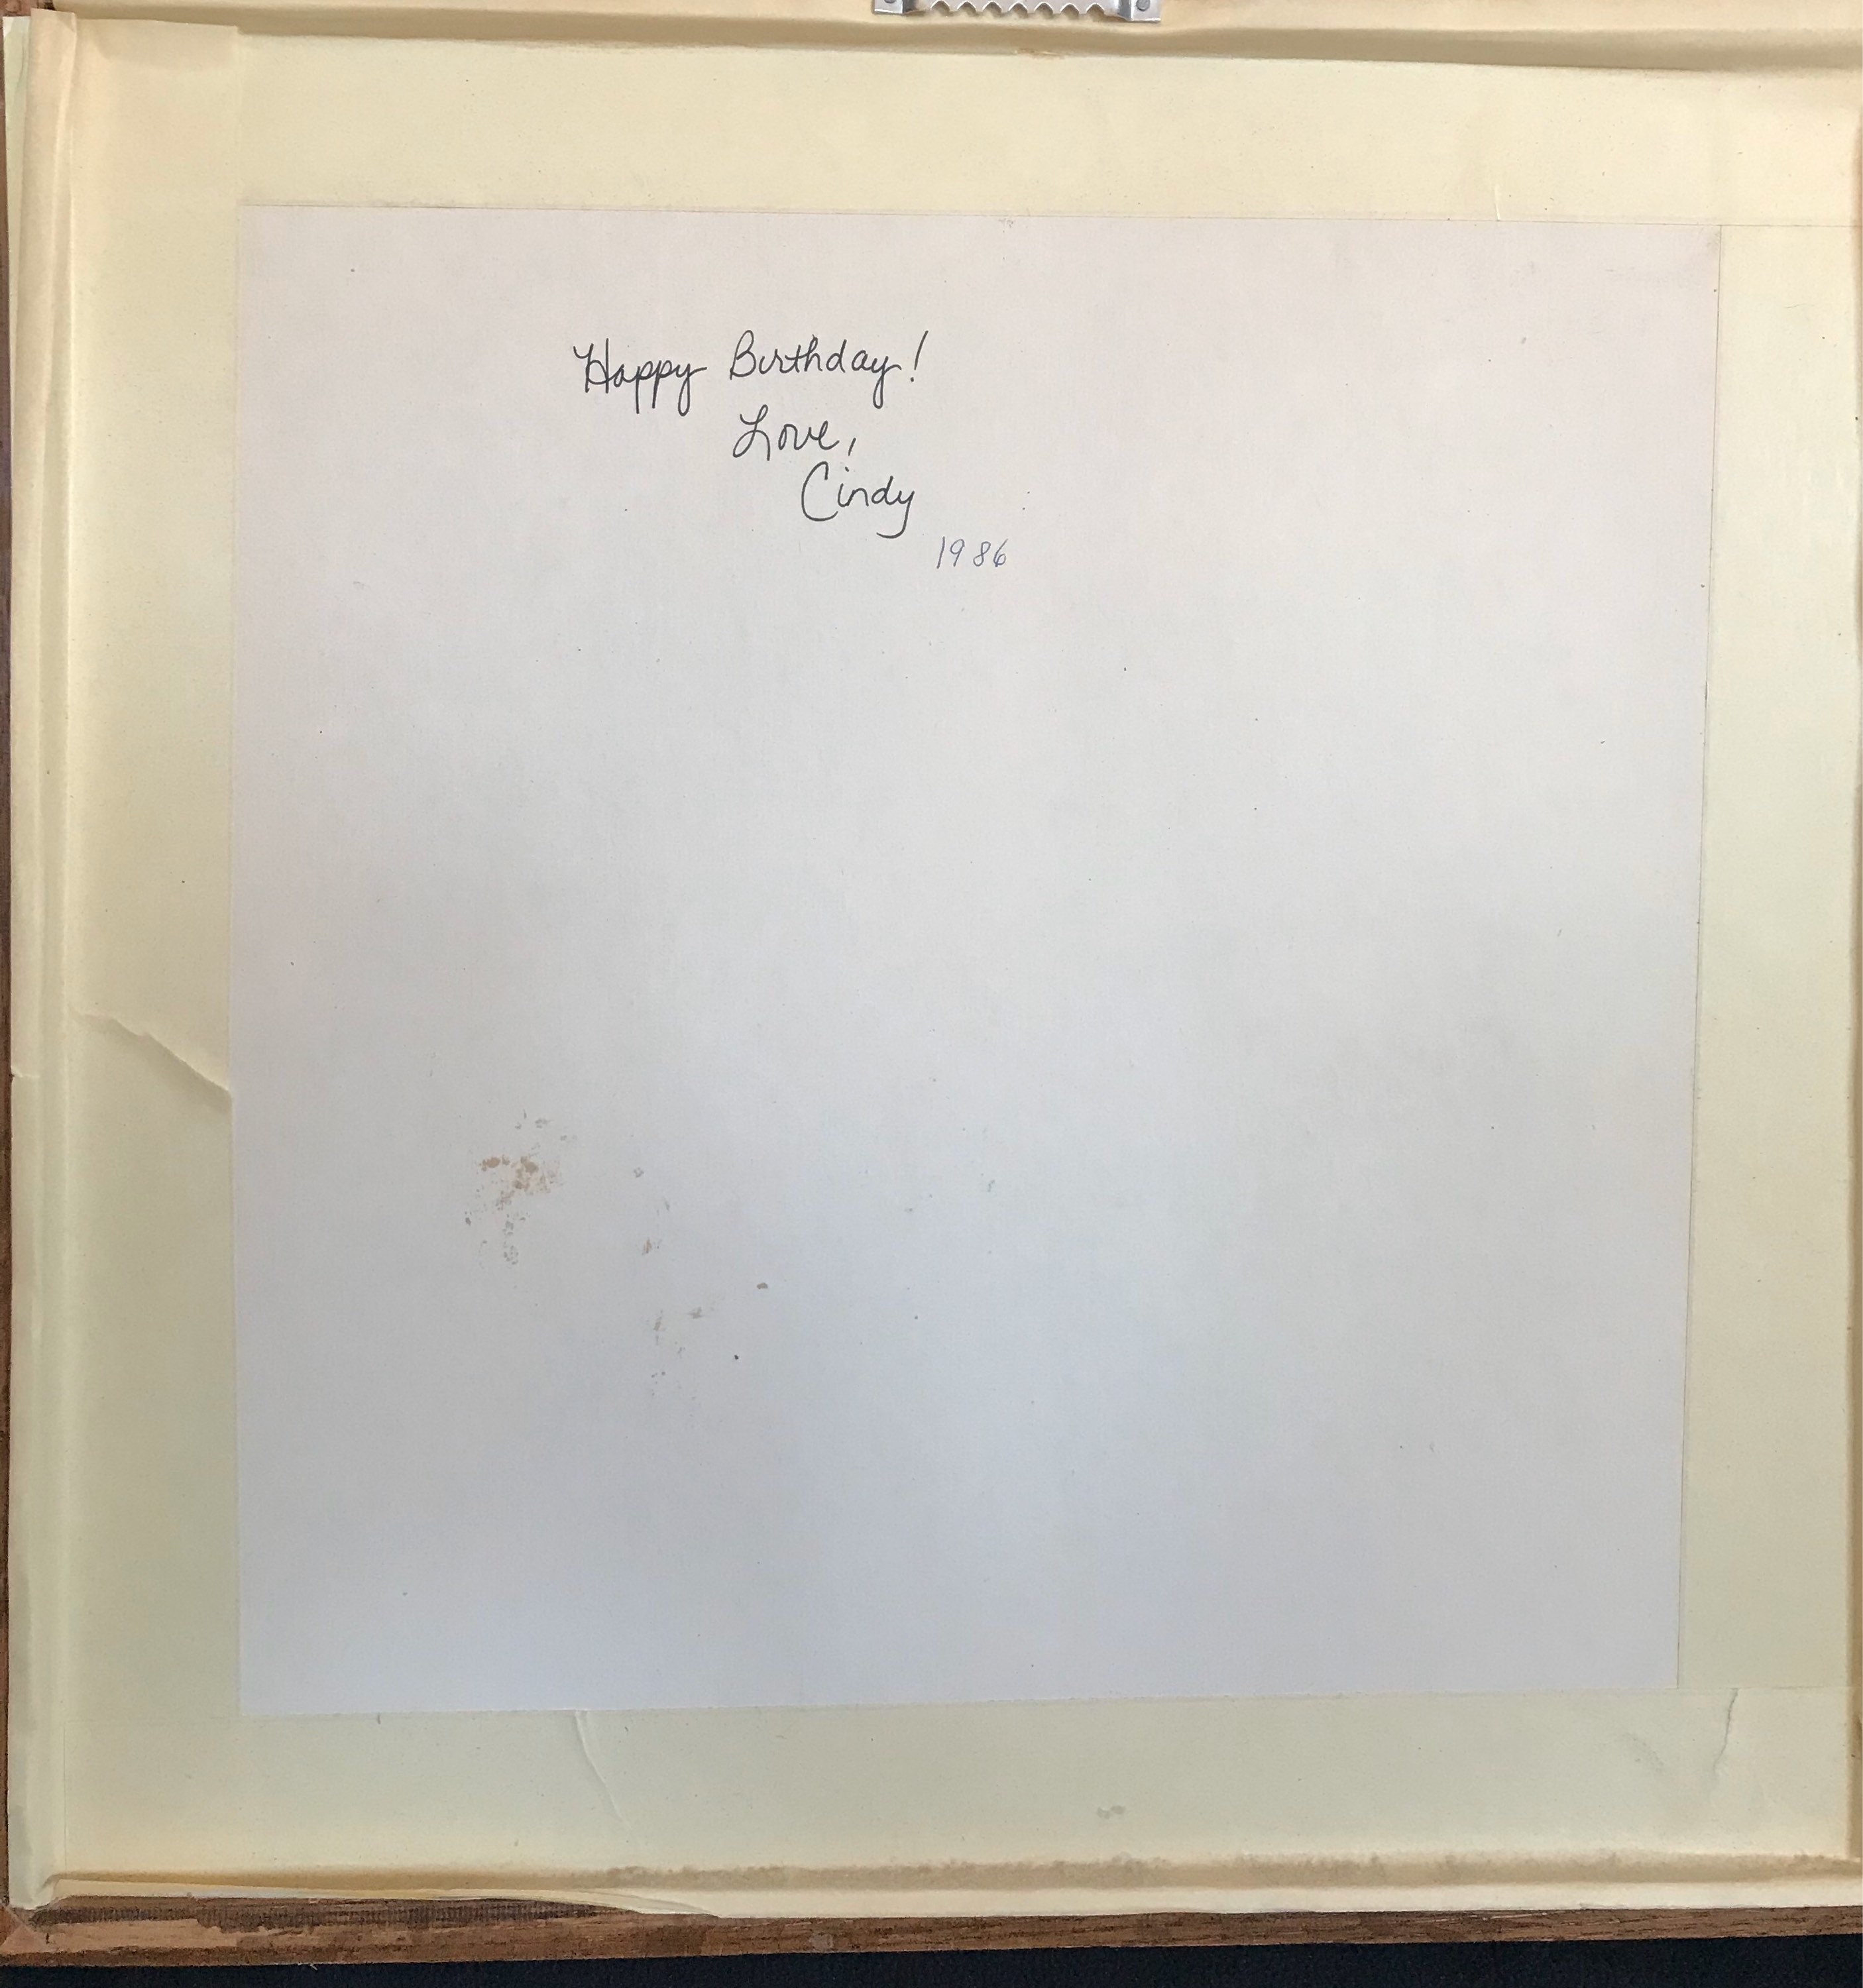 Happy Birthday!
Love,
Cindy
1986